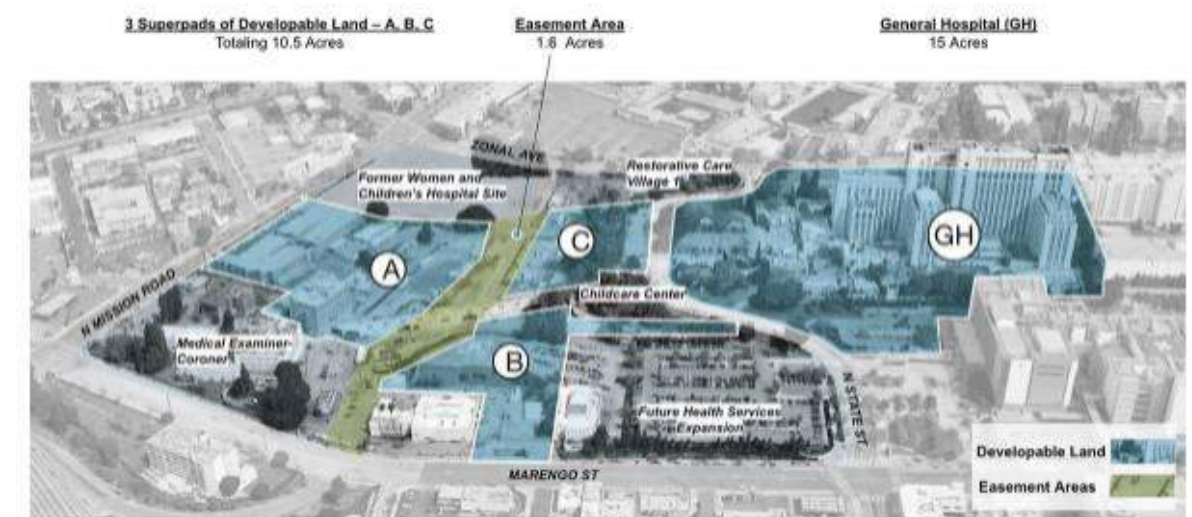 3 Superpads of Developable Land – A, B, C
Totaling 10.5 Acres
Easement Area
1.6 Acres
General Hospital (GH)
15 Acres
ZONAL AVE
Former Women and
Children's Hospital Site
Restorative Care
Village 1
C
GH
A
N MISSION ROAD
Childcare Center
Medical Examiner-
Coroner
B
N STATE ST
Future Health Services
Expansion
MARENGO ST
Developable Land
Easement Areas